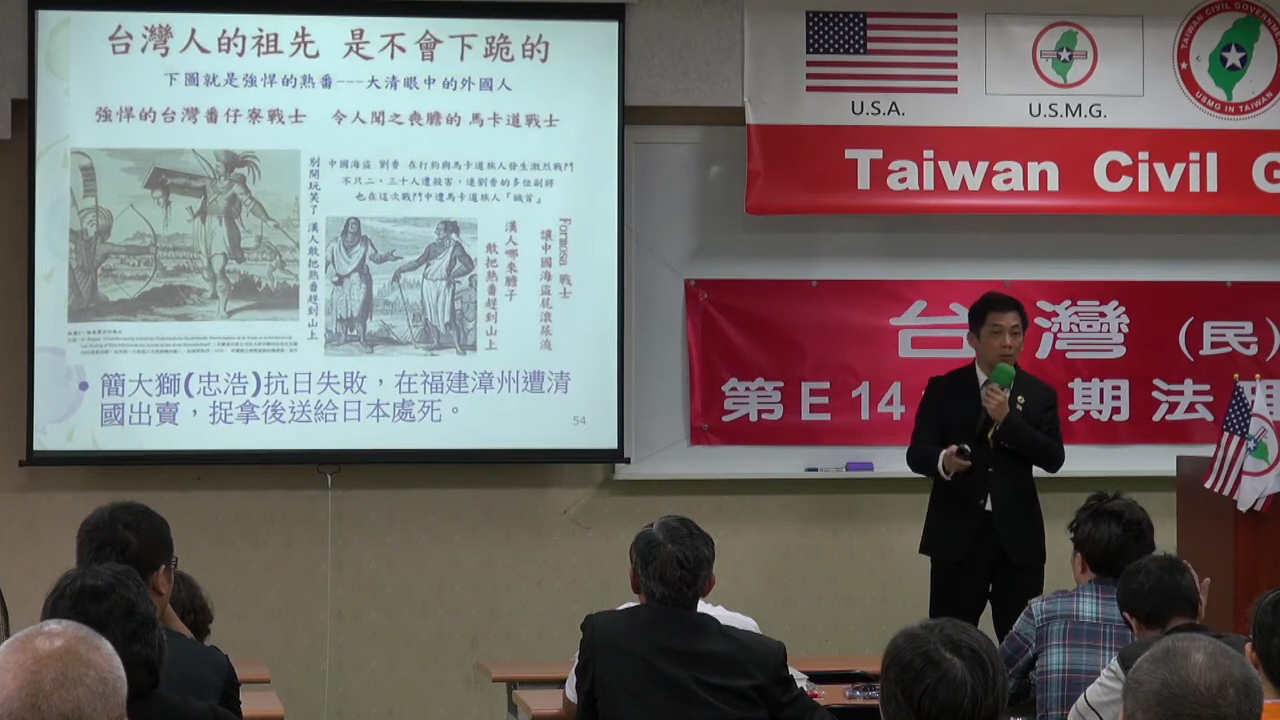 台灣人的祖先 是不會下跪的
下圖就是強悍的熟番---大清眼中的外國人
強悍的台灣番仔寮戰士 令人聞之喪膽的 馬卡道戰士
別開玩笑了 漢人敢把熟番趕到山上
中國海盜 劉香 在打狗與馬卡道族人發生激烈戰鬥
不只二、三十人遭殺害，連劉香的多位副將
也在這次戰鬥中遭馬卡道族人『馘首』
Formosa 戰士
讓中國海盜屁滾尿流
漢人哪來膽子
敢把熟番趕到山上
• 簡大獅(忠浩)抗日失敗，在福建漳州遭清
國出賣，捉拿後送給日本處死。
54
U.S.A.
U.S.M.G.
TAIWAN CIVIL GOVERNMENT
USMG IN TAIWAN
Taiwan Civil G
台灣(民)
第E14 期法理